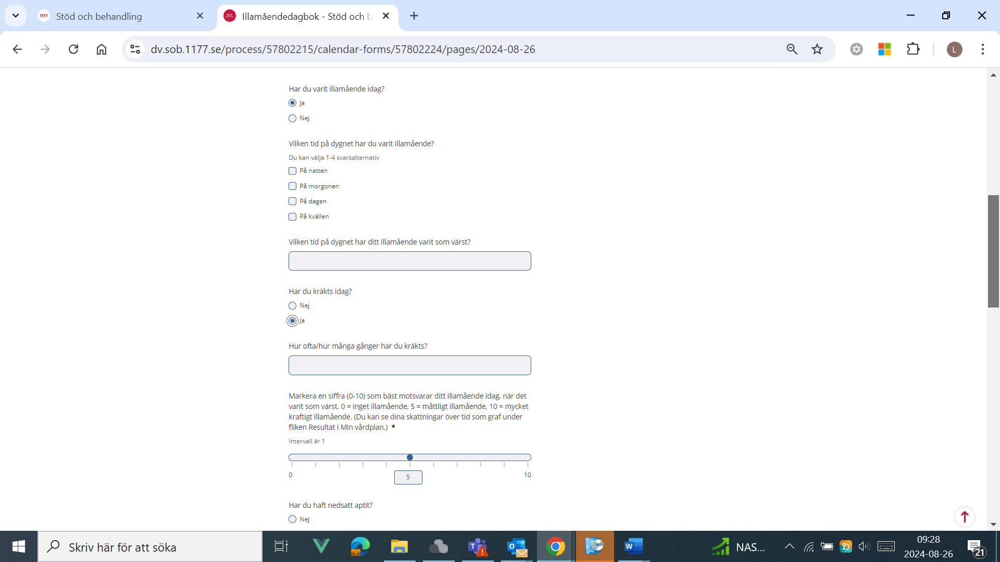 1177
Stöd och behandling
1177
Illamåendedagbok - Stöd och b
dv.sob.1177.se/process/57802215/calendar-forms/57802224/pages/2024-08-26
L
Har du varit illamående idag?
Ja
Nej
Vilken tid på dygnet har du varit illamående?
Du kan välja 1-4 svarsalternativ
På natten
På morgonen
På dagen
På kvällen
Vilken tid på dygnet har ditt illamående varit som värst?
Har du kräkts idag?
Nej
Ja
Hur ofta/hur många gånger har du kräkts?
Markera en siffra (0-10) som bäst motsvarar ditt illamående idag, när det
varit som värst. 0 = inget illamående, 5 = måttligt illamående, 10 = mycket
kraftigt illamående. (Du kan se dina skattningar över tid som graf under
fliken Resultat i Min vårdplan.) *
Intervall är 1
0
10
5
Har du haft nedsatt aptit?
Nej
Skriv här för att söka
NAS...
09:28
2024-08-26
21